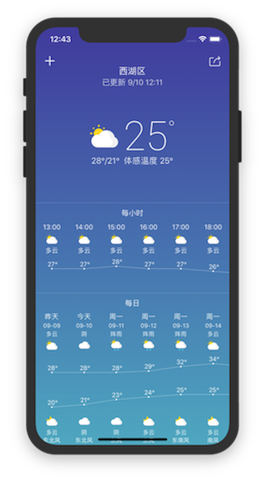 12:43
西湖区
已更新 9/10 12:11
25°
28°/21° 体感温度 25°
每小时
13:00 14:00 15:00 16:00 17:00 18:00
多云 多云 多云 多云 多云 多云
27° 27° 28° 27° 27° 26°
每日
昨天 今天 周一 周一 周一 周一
09-09 09-10 09-11 09-12 09-13 09-14
多云 阴 阵雨 阵雨 阵雨 多云
28° 28° 28° 29° 32° 34°
20° 21° 23° 24° 25° 25°
多云 阴 阴 多云 多云 多云
东北风 东北风 东南风 南风